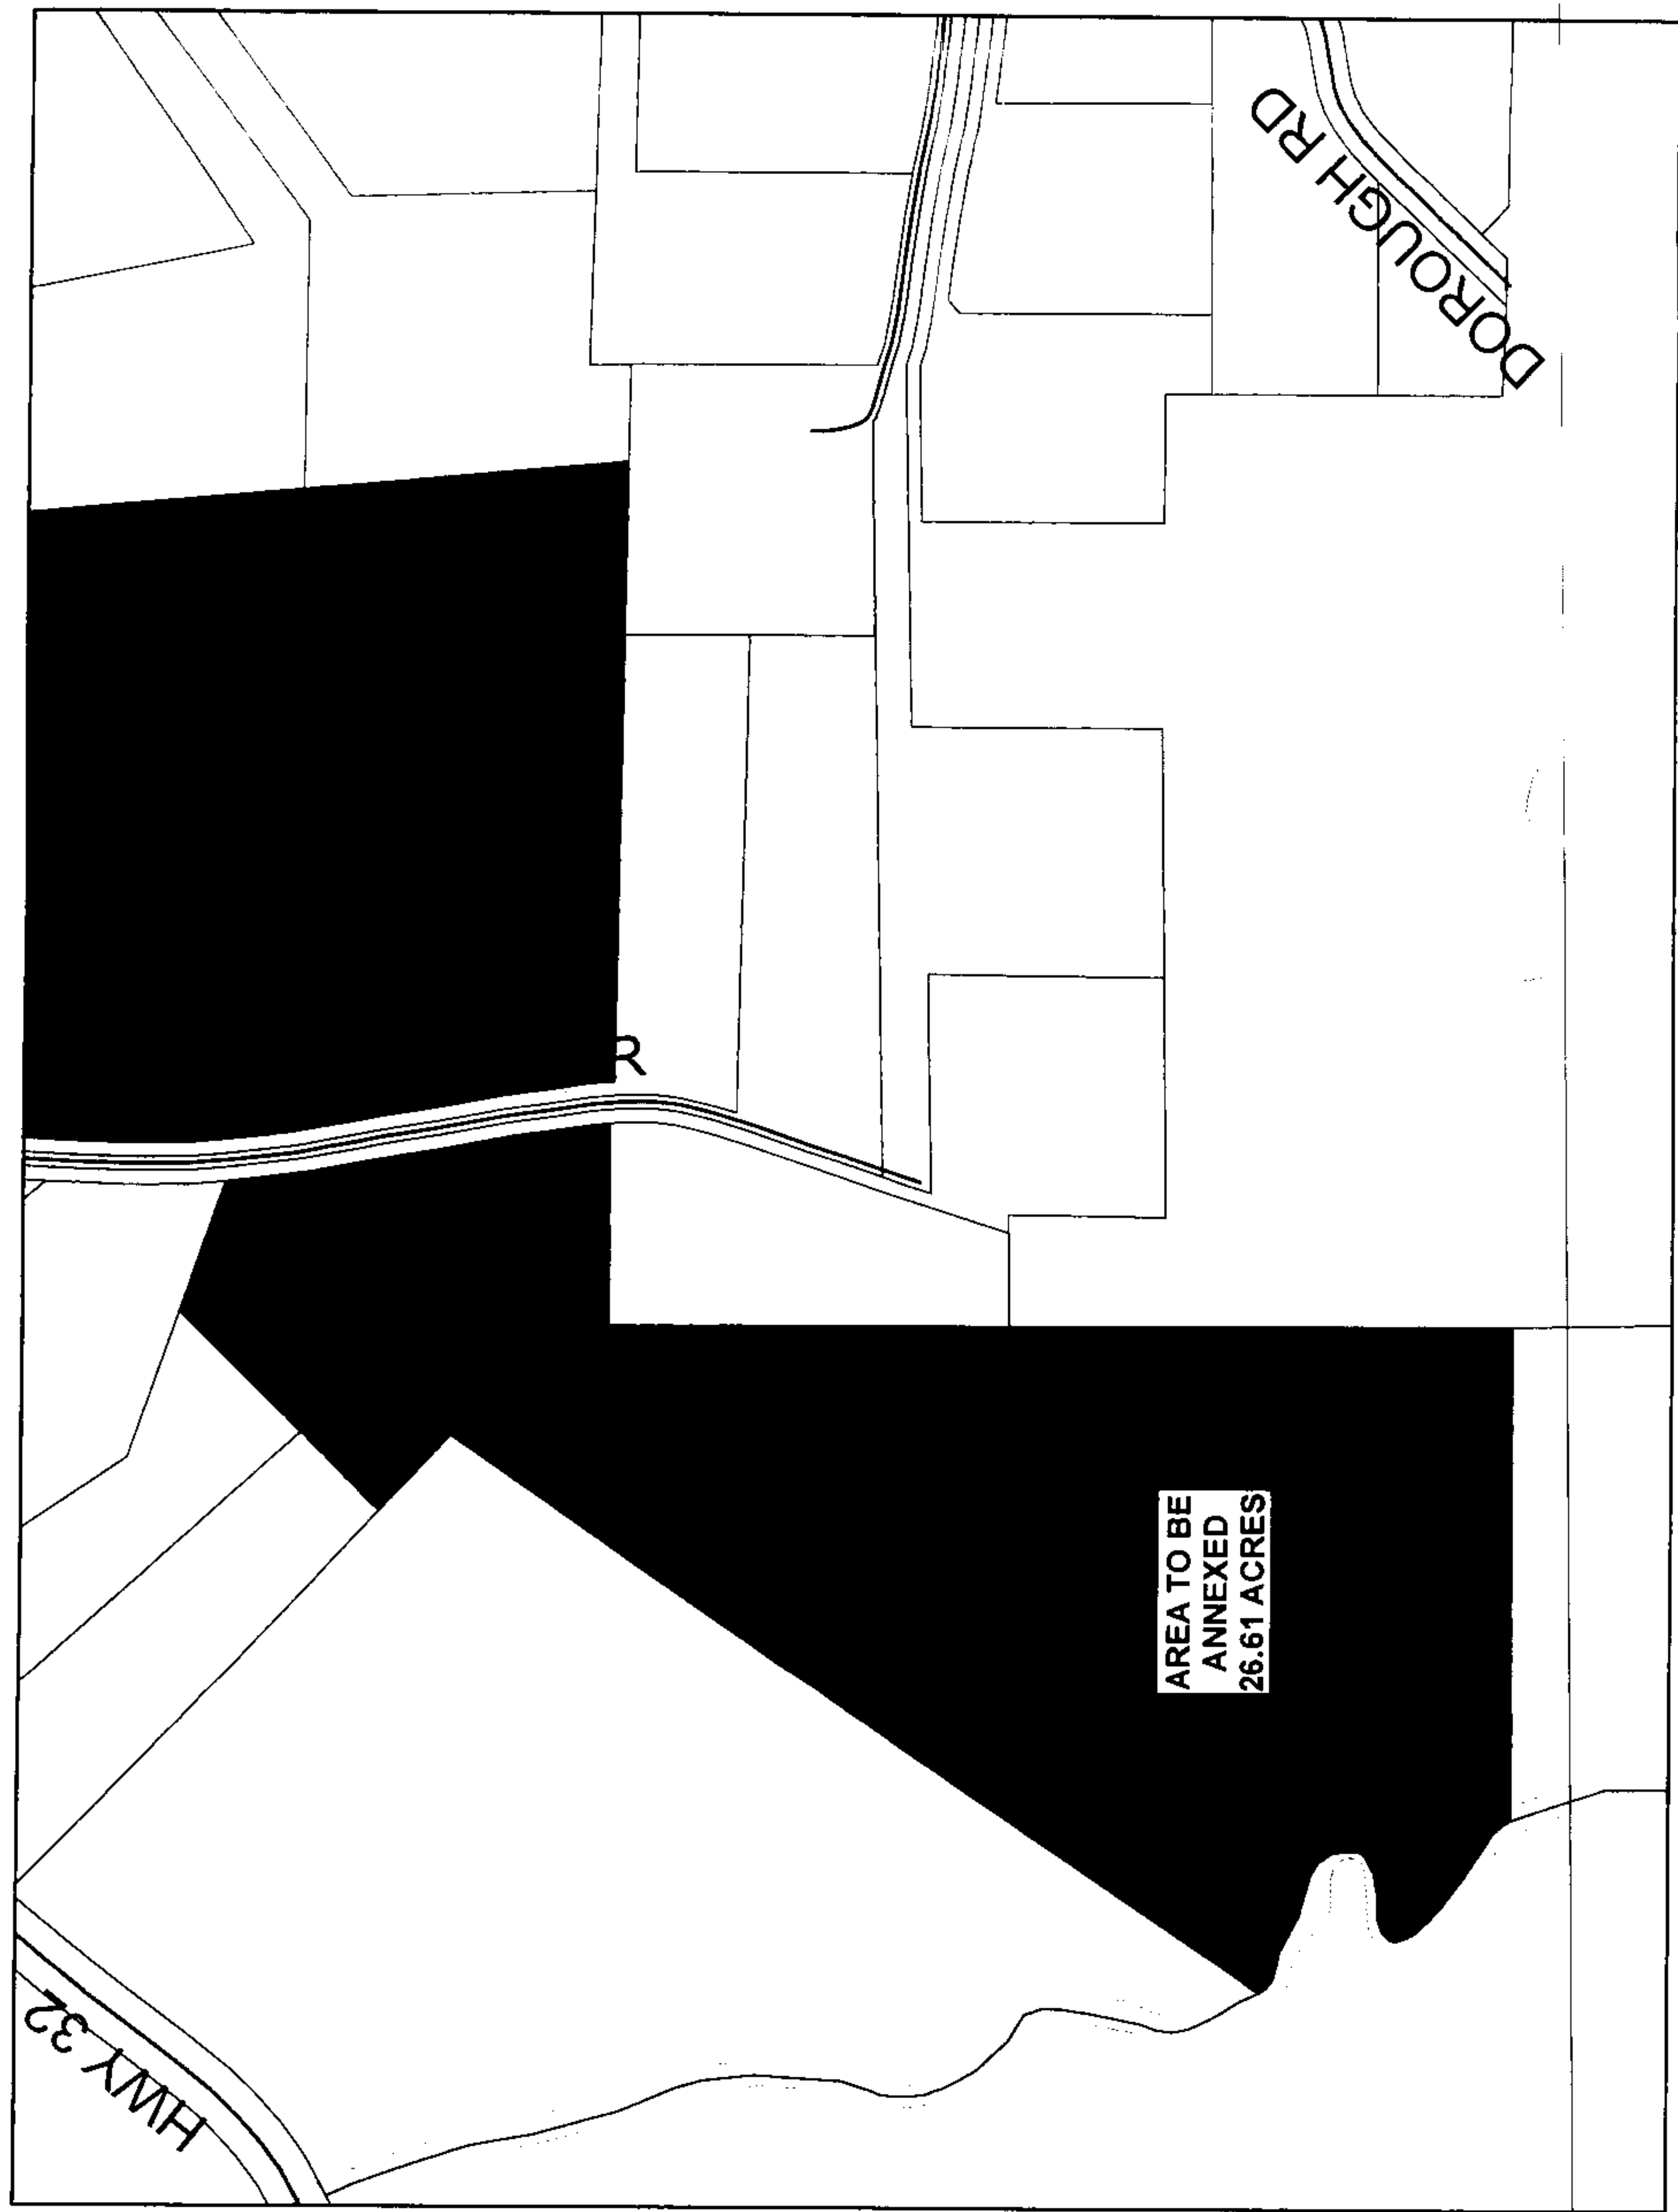 DOROUGH RD
R
AREA TO BE
ANNEXED
26.61 ACRES
HWY 32